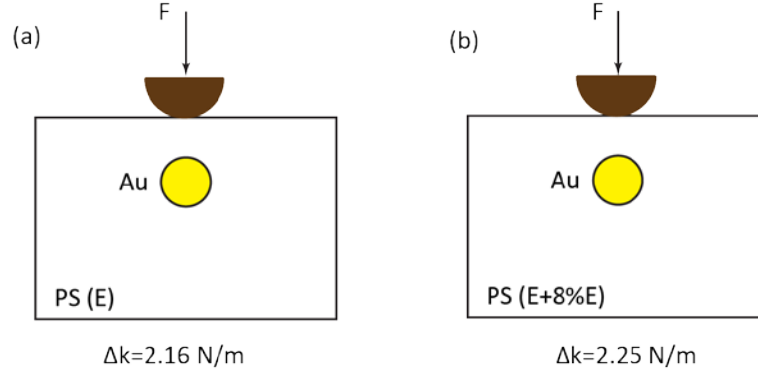 (a)
F
Au
PS (E)
Δk=2.16 N/m
(b)
F
Au
PS (E+8%E)
Δk=2.25 N/m